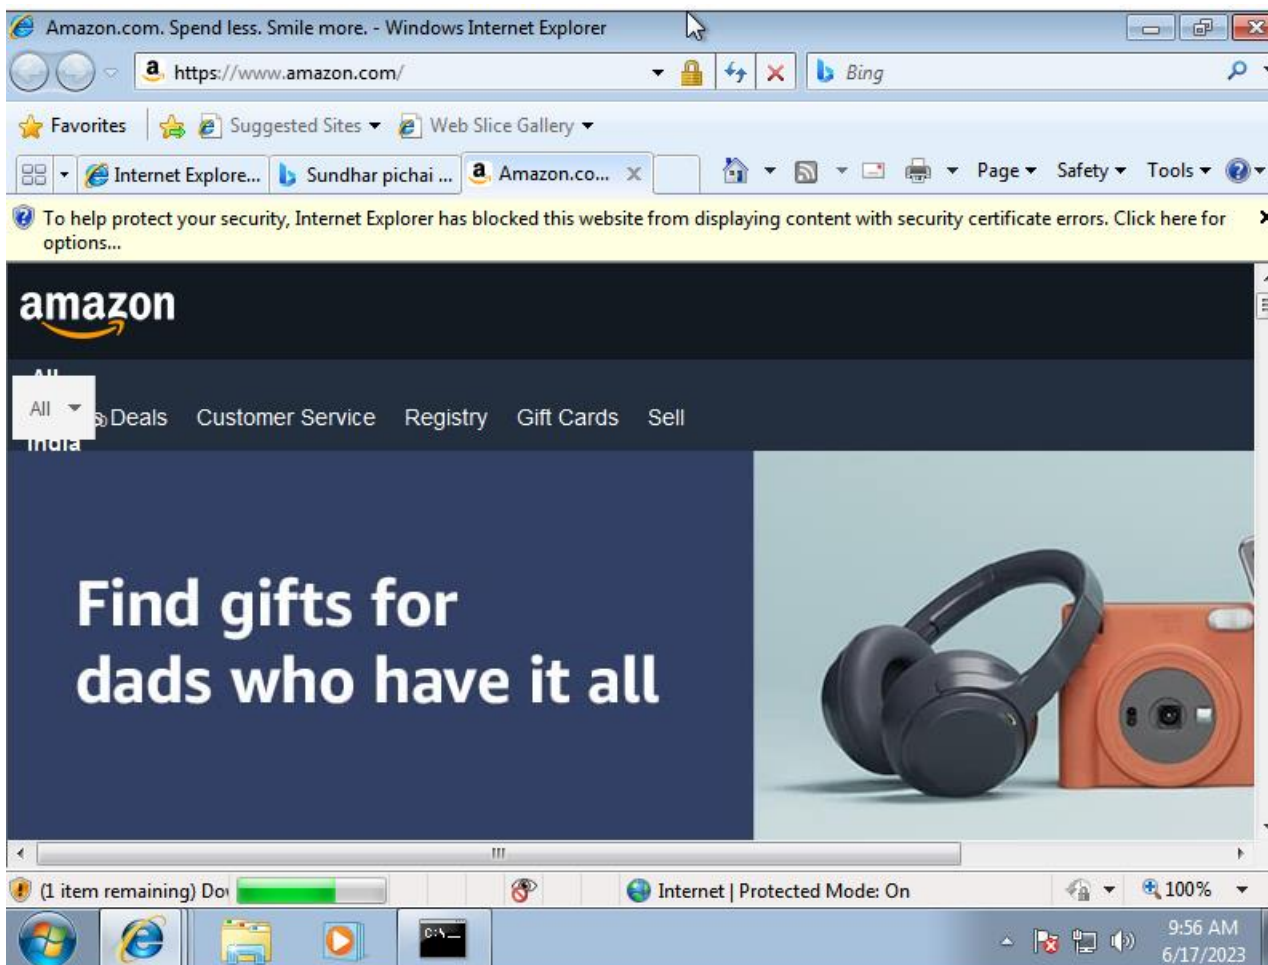 Amazon.com. Spend less. Smile more. - Windows Internet Explorer
https://www.amazon.com/
Bing
Favorites
Suggested Sites
Web Slice Gallery
Internet Explore...
Sundhar pichai ...
Amazon.co...
Page
Safety
Tools
To help protect your security, Internet Explorer has blocked this website from displaying content with security certificate errors. Click here for
options...
amazon
All
All
Deals
Customer Service
Registry
Gift Cards
Sell
India
Find gifts for
dads who have it all
(1 item remaining)
Internet | Protected Mode: On
100%
C:\_
9:56 AM
6/17/2023